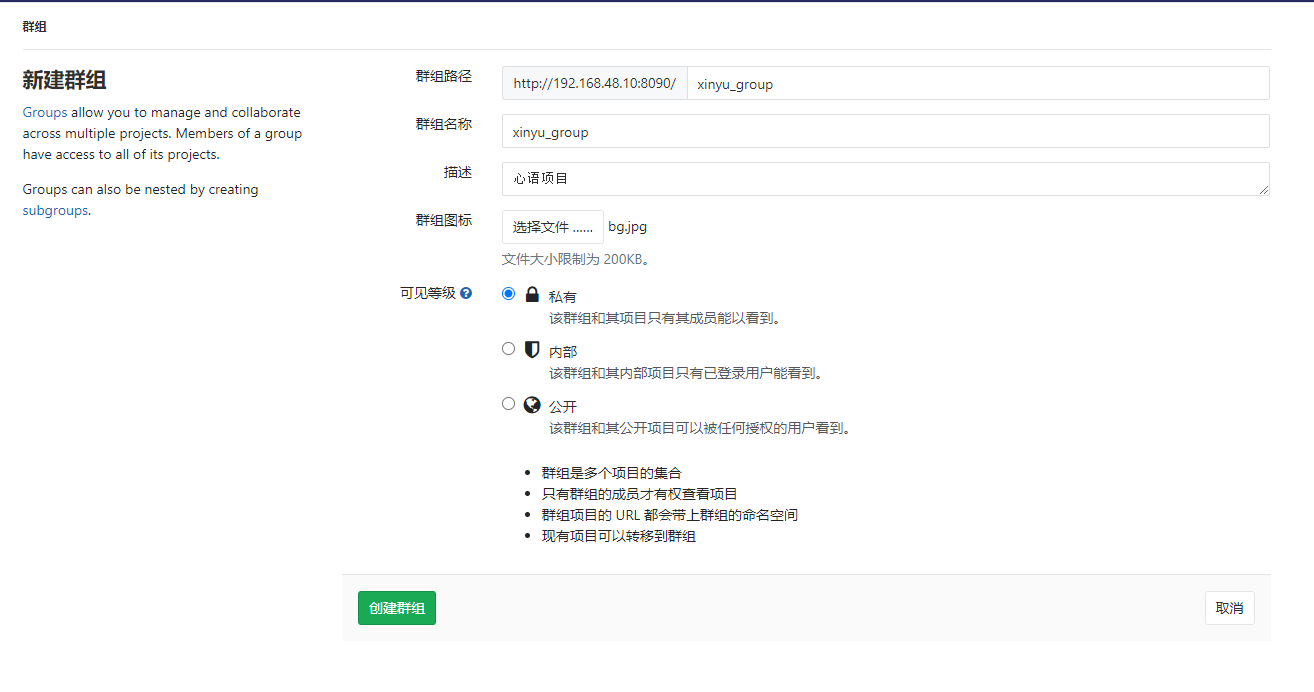 群组
新建群组
Groups allow you to manage and collaborate
across multiple projects. Members of a group
have access to all of its projects.
Groups can also be nested by creating
subgroups.
群组路径
http://192.168.48.10:8090/ xinyu_group
群组名称
xinyu_group
描述
心语项目
群组图标
选择文件 ...... bg.jpg
文件大小限制为 200KB。
可见等级 ?
私有
该群组和其项目只有其成员能以看到。
内部
该群组和其内部项目只有已登录用户能看到。
公开
该群组和其公开项目可以被任何授权的用户看到。
• 群组是多个项目的集合
• 只有群组的成员才有权查看项目
• 群组项目的 URL 都会带上群组的命名空间
• 现有项目可以转移到群组
创建群组
取消